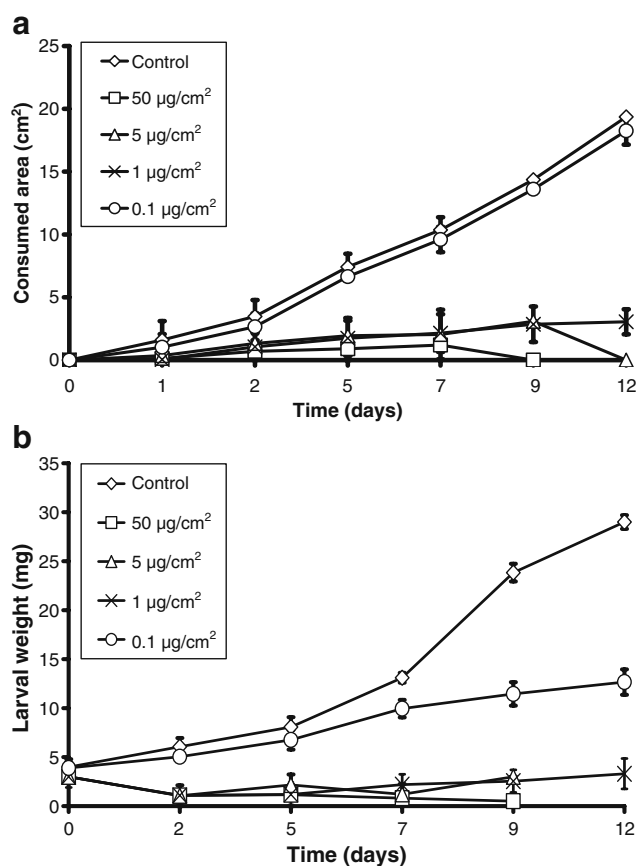 a
25
20
15
10
5
0
Consumed area (cm²)
Control
50 µg/cm²
5 µg/cm²
1 µg/cm²
0.1 µg/cm²
0 1 2 5 7 9 12
Time (days)
b
35
30
25
20
15
10
5
0
Larval weight (mg)
Control
50 µg/cm²
5 µg/cm²
1 µg/cm²
0.1 µg/cm²
0 2 5 7 9 12
Time (days)